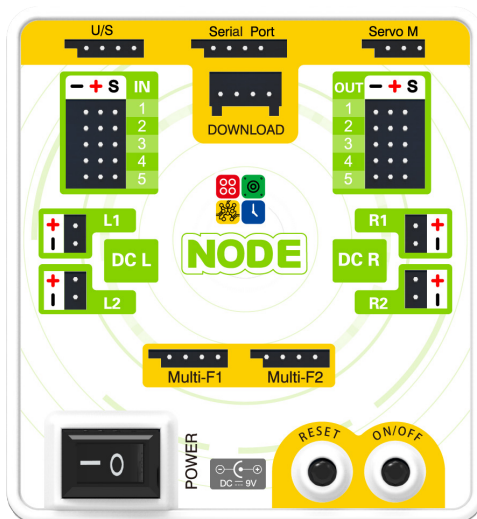 U/S Serial Port Servo M
− + S IN
OUT − + S
1
2
3
4
5
1
2
3
4
5
DOWNLOAD
L1
+
−
DC L
+
−
L2
NODE
R1
+
−
DC R
+
−
R2
Multi-F1 Multi-F2
POWER
− 0
DC 9V
RESET ON/OFF